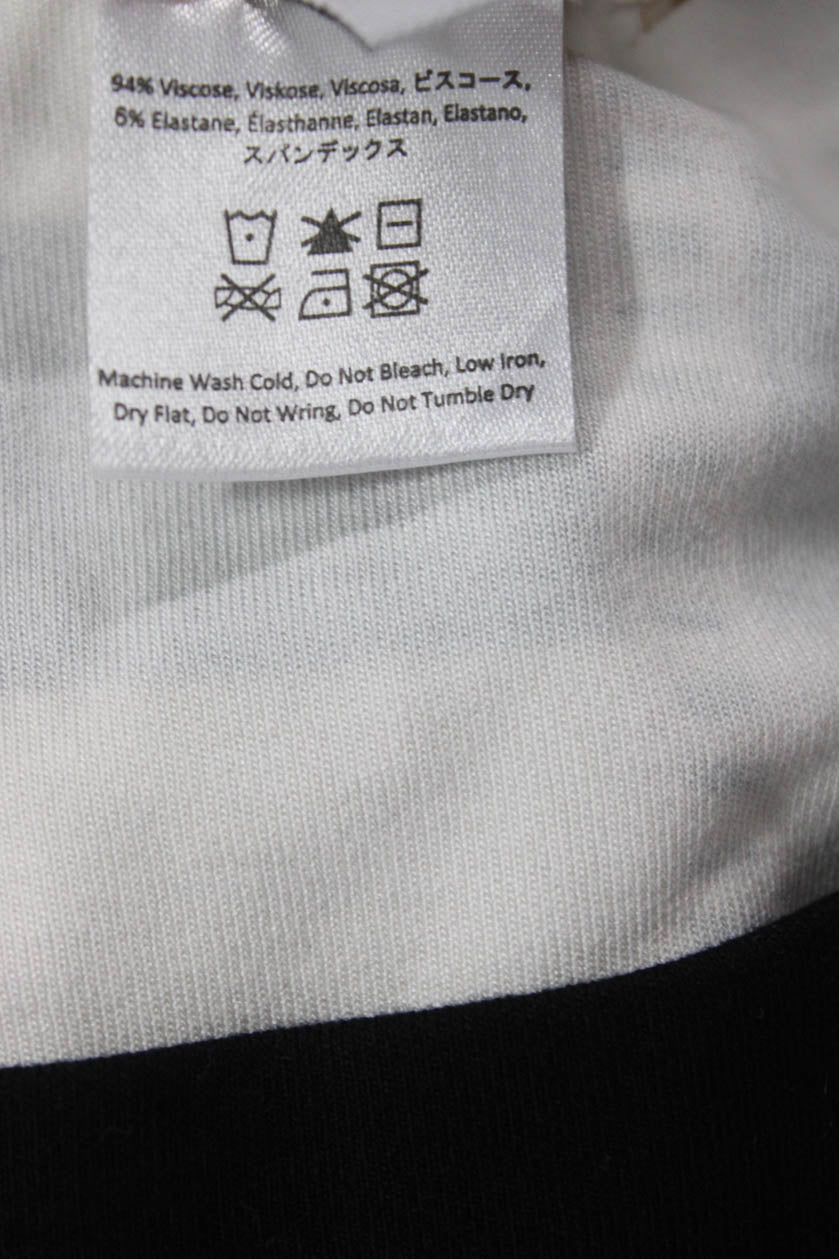 94% Viscose, Viskose, Viscosa, ビスコース,
6% Elastane, Élasthanne, Elastan, Elastano,
スパンデックス
Machine Wash Cold, Do Not Bleach, Low Iron,
Dry Flat, Do Not Wring, Do Not Tumble Dry